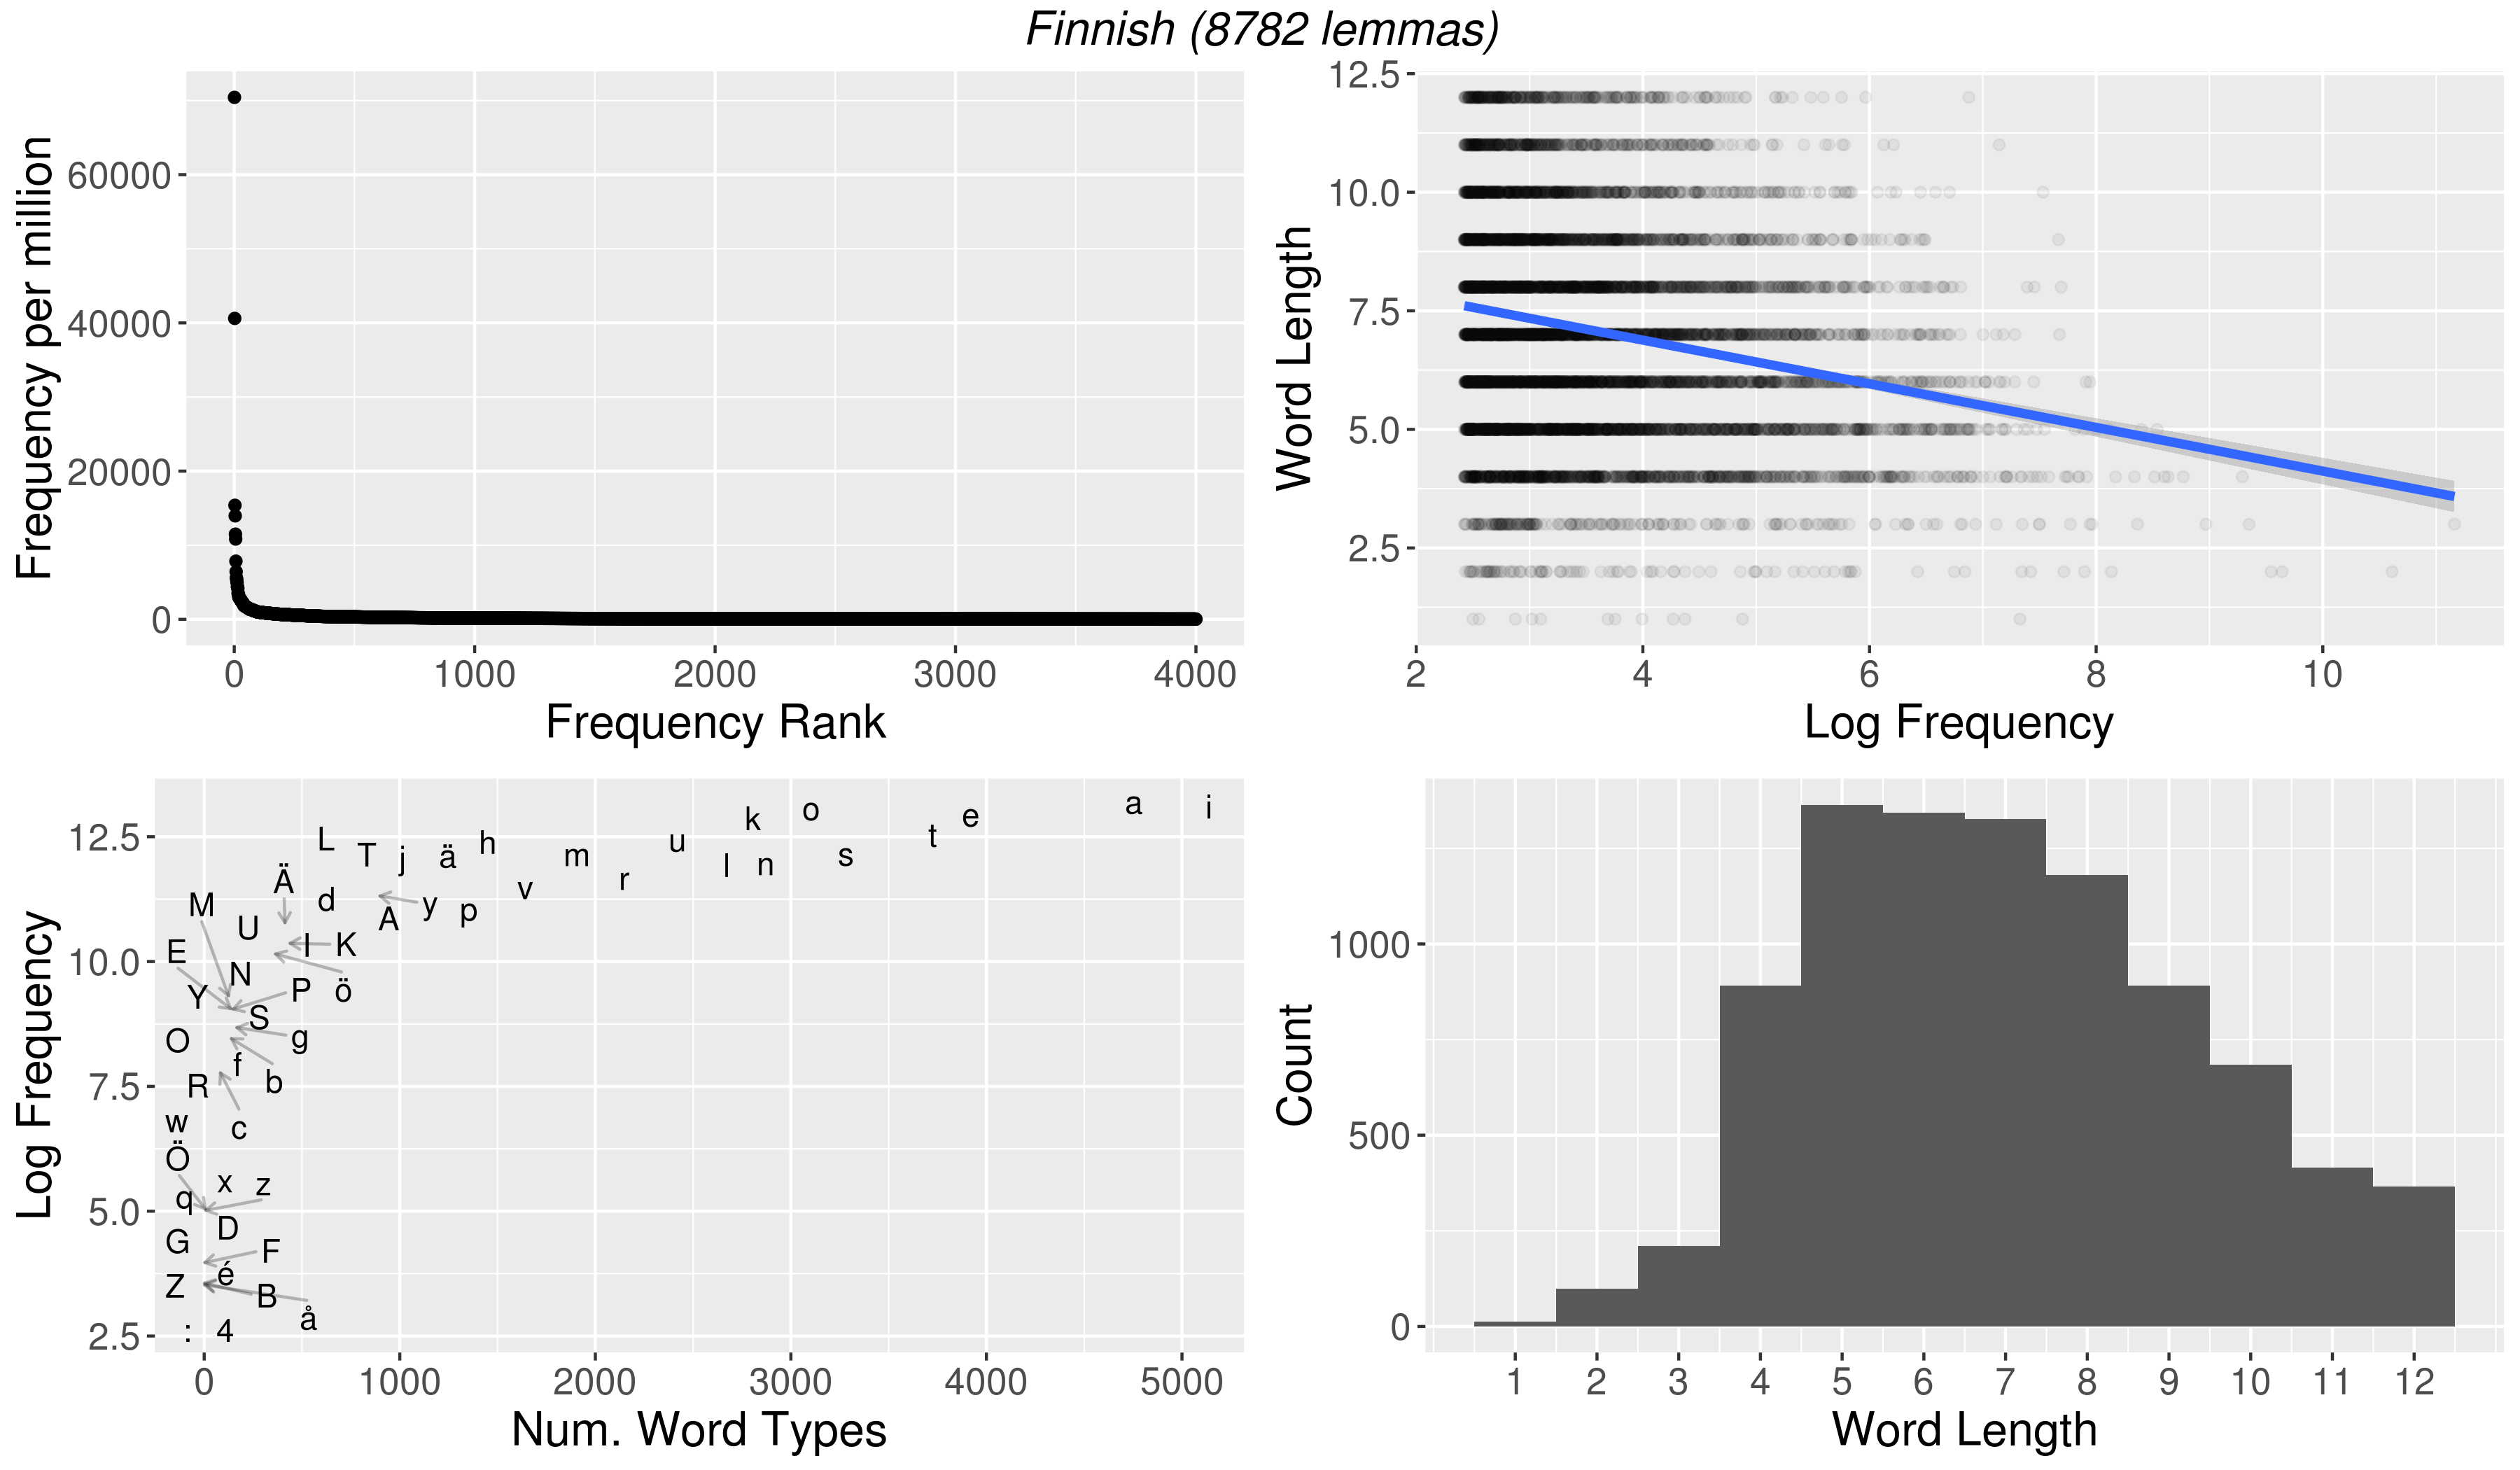 Finnish (8782 lemmas)
Frequency per million
60000
40000
20000
0
0 1000 2000 3000 4000
Frequency Rank
Word Length
12.5
10.0
7.5
5.0
2.5
2 4 6 8 10
Log Frequency
Log Frequency
12.5
10.0
7.5
5.0
2.5
a i
k o e
L u t
T j ä h m l n s
Ä r
M d A y p v
U
E I K
N
Y P ö
S
O g
f
R b
w c
Ö
q x z
D
G F
Z é B
å
: 4
0 1000 2000 3000 4000 5000
Num. Word Types
Count
1000
500
0
1 2 3 4 5 6 7 8 9 10 11 12
Word Length